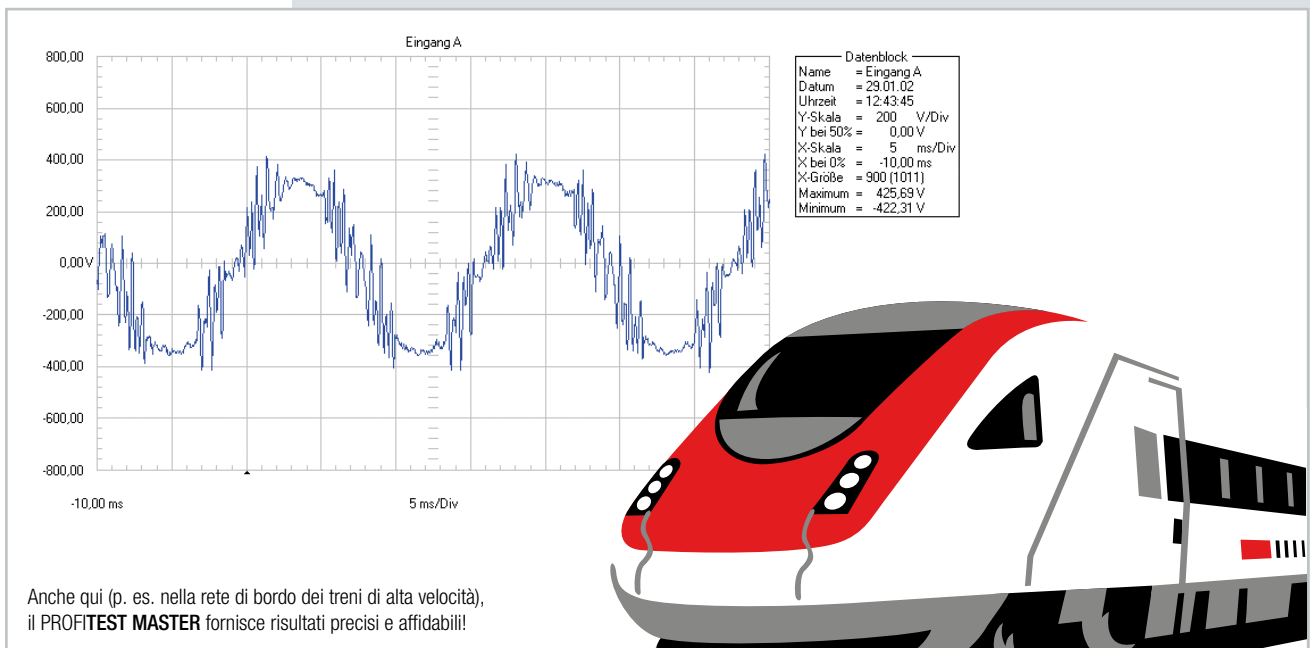 Eingang A
800,00
600,00
400,00
200,00
0,00 V
-200,00
-400,00
-600,00
-800,00
-10,00 ms
5 ms/Div
Datenblock
Name = Eingang A
Datum = 29.01.02
Uhrzeit = 12:43:45
Y-Skala = 200 V/Div
Y bei 50% = 0,00 V
X-Skala = 5 ms/Div
X bei 0% = -10,00 ms
X-Größe = 900 (1011)
Maximum = 425,69 V
Minimum = -422,31 V
Anche qui (p. es. nella rete di bordo dei treni di alta velocità),
il PROFITEST MASTER fornisce risultati precisi e affidabili!